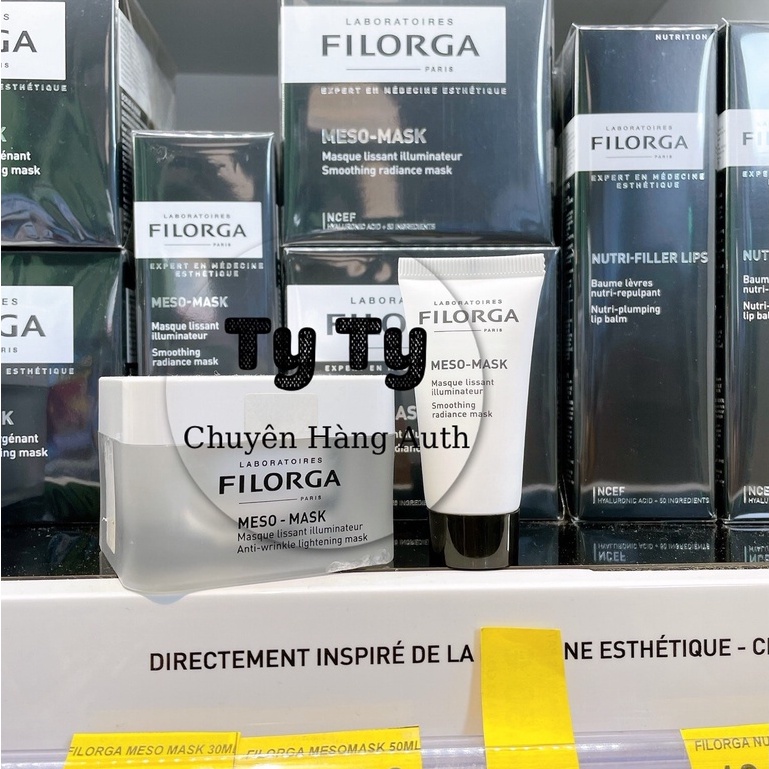 LABORATOIRES
FILORGA
PARIS
EXPERT EN MÉDECINE ESTHÉTIQUE
MESO-MASK
Masque lissant illuminateur
Smoothing radiance mask
NCEF
HYALURONIC ACID + 50 INGREDIENTS
NUTRITION
LABORATOIRES
FILORGA
PARIS
EXPERT EN MÉDECINE
ESTHÉTIQUE
NUTRI-FILLER LIPS
Baume lèvres
nutri-repulpant
Nutri-plumping
lip balm
NCEF
HYALURONIC ACID + 50 INGREDIENTS
LABORATOIRES
FILORGA
PARIS
EXPERT EN MÉDECINE
ESTHÉTIQUE
MESO-MASK
Masque lissant
illuminateur
Smoothing
radiance mask
Ty Ty
Chuyên Hàng Auth
LABORATOIRES
FILORGA
PARIS
MESO-MASK
Masque lissant
illuminateur
Smoothing
radiance mask
LABORATOIRES
FILORGA
PARIS
MESO - MASK
Masque lissant illuminateur
Anti-wrinkle lightening mask
DIRECTEMENT INSPIRÉ DE LA NE ESTHÉTIQUE - C
FILORGA MESO MASK 30ML
FILORGA MESOMASK 50ML
FILORGA NU